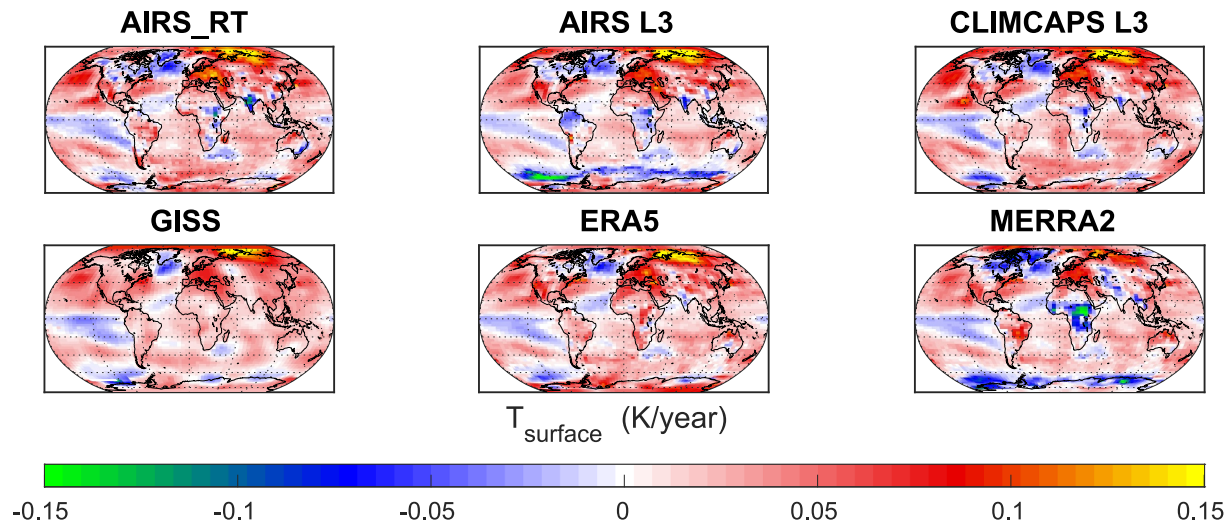 AIRS_RT AIRS L3 CLIMCAPS L3
GISS ERA5 MERRA2
T_surface (K/year)
-0.15 -0.1 -0.05 0 0.05 0.1 0.15